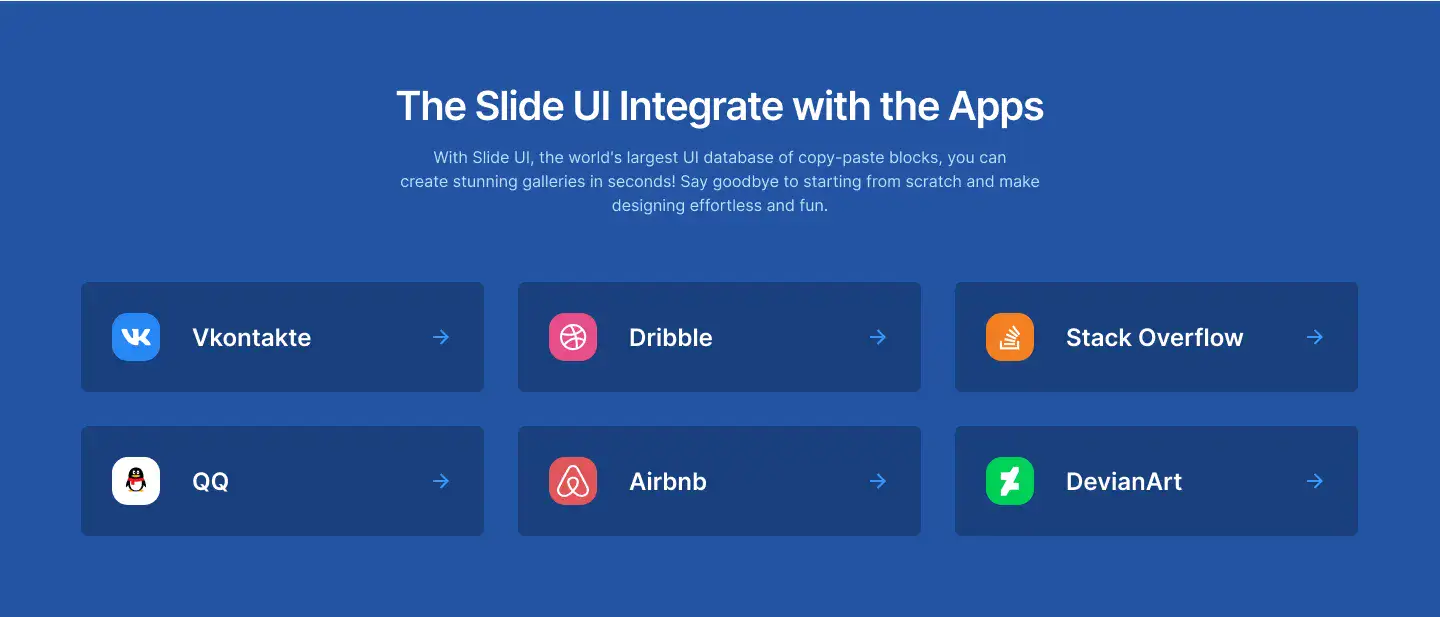 The Slide UI Integrate with the Apps
With Slide UI, the world's largest UI database of copy-paste blocks, you can
create stunning galleries in seconds! Say goodbye to starting from scratch and make
designing effortless and fun.
Vkontakte
Dribble
Stack Overflow
QQ
Airbnb
DevianArt